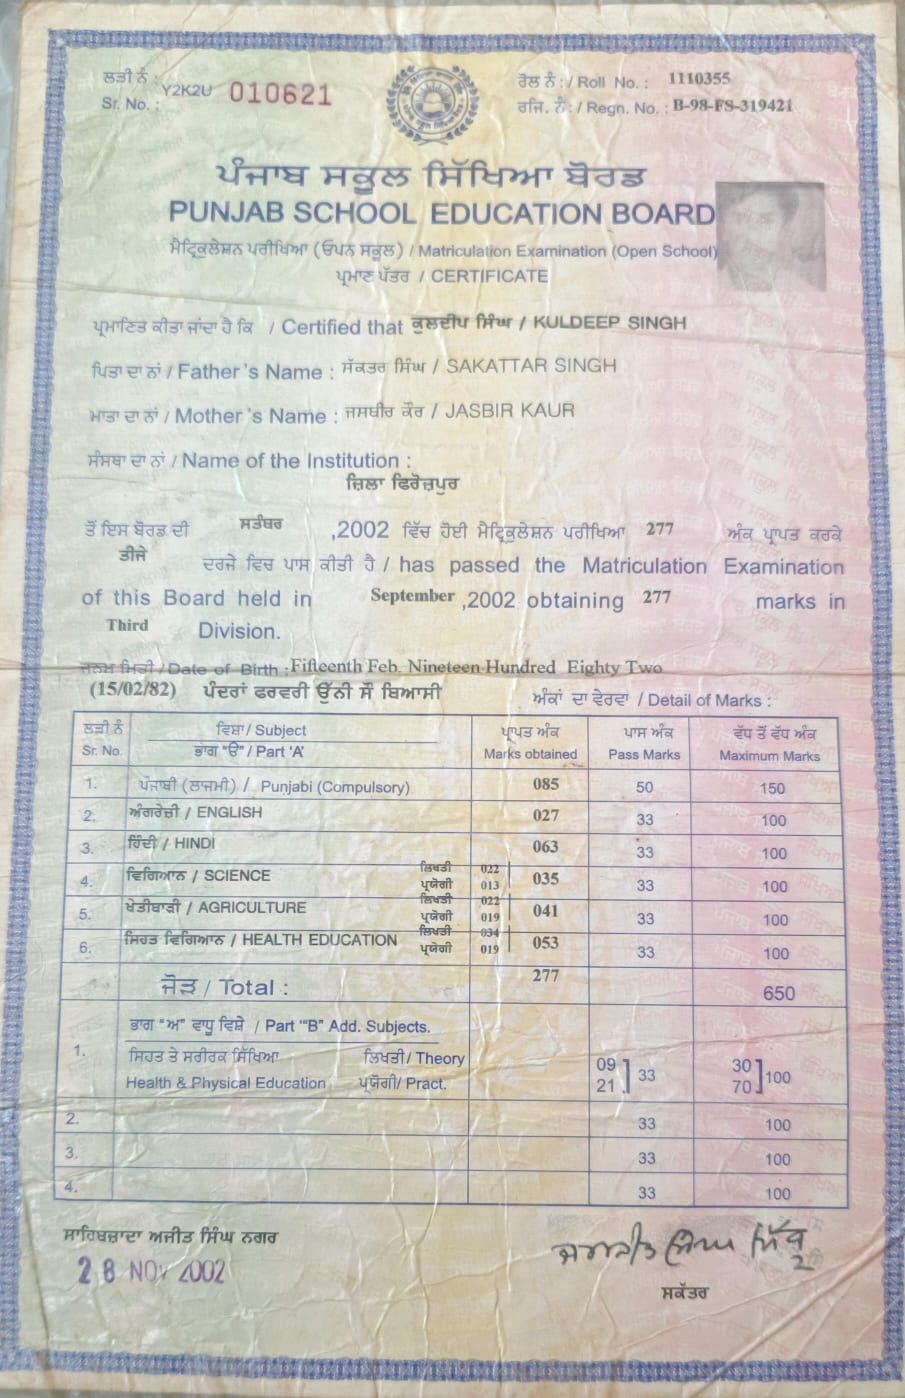 ਲੜੀ ਨੰ :
Sr. No. : Y2K2U 010621
ਰੋਲ ਨੰ : / Roll No. : 1110355
ਰਜਿ. ਨੰ : / Regn. No. : B-98-FS-319421
ਪੰਜਾਬ ਸਕੂਲ ਸਿੱਖਿਆ ਬੋਰਡ
PUNJAB SCHOOL EDUCATION BOARD
ਮੈਟ੍ਰਿਕੂਲੇਸ਼ਨ ਪਰੀਖਿਆ (ਓਪਨ ਸਕੂਲ) / Matriculation Examination (Open School)
ਪ੍ਰਮਾਣ ਪੱਤਰ / CERTIFICATE
ਪ੍ਰਮਾਣਿਤ ਕੀਤਾ ਜਾਂਦਾ ਹੈ ਕਿ / Certified that ਕੁਲਦੀਪ ਸਿੰਘ / KULDEEP SINGH
ਪਿਤਾ ਦਾ ਨਾਂ / Father's Name : ਸੱਕਤਰ ਸਿੰਘ / SAKATTAR SINGH
ਮਾਤਾ ਦਾ ਨਾਂ / Mother's Name : ਜਸਬੀਰ ਕੌਰ / JASBIR KAUR
ਸੰਸਥਾ ਦਾ ਨਾਂ / Name of the Institution :
ਜ਼ਿਲਾ ਫਿਰੋਜ਼ਪੁਰ
ਤੋਂ ਇਸ ਬੋਰਡ ਦੀ ਸਤੰਬਰ ,2002 ਵਿੱਚ ਹੋਈ ਮੈਟ੍ਰਿਕੂਲੇਸ਼ਨ ਪਰੀਖਿਆ 277 ਅੰਕ ਪ੍ਰਾਪਤ ਕਰਕੇ
ਤੀਜੇ ਦਰਜੇ ਵਿਚ ਪਾਸ ਕੀਤੀ ਹੈ / has passed the Matriculation Examination
of this Board held in September ,2002 obtaining 277 marks in
Third Division.
ਜਨਮ ਮਿਤੀ / Date of Birth : Fifteenth Feb. Nineteen Hundred Eighty Two
(15/02/82) ਪੰਦਰਾਂ ਫਰਵਰੀ ਉੱਨੀ ਸੌ ਬਿਆਸੀ
ਅੰਕਾਂ ਦਾ ਵੇਰਵਾ / Detail of Marks :
ਲੜੀ ਨੰ ਵਿਸ਼ਾ / Subject ਪ੍ਰਾਪਤ ਅੰਕ ਪਾਸ ਅੰਕ ਵੱਧ ਤੋਂ ਵੱਧ ਅੰਕ
Sr. No. ਭਾਗ "ੳ" / Part 'A' Marks obtained Pass Marks Maximum Marks
1. ਪੰਜਾਬੀ (ਲਾਜਮੀ) / Punjabi (Compulsory) 085 50 150
2. ਅੰਗਰੇਜ਼ੀ / ENGLISH 027 33 100
3. ਹਿੰਦੀ / HINDI 063 33 100
4. ਵਿਗਿਆਨ / SCIENCE ਲਿਖਤੀ 022 035 33 100
ਪ੍ਰਯੋਗੀ 013
5. ਖੇਤੀਬਾੜੀ / AGRICULTURE ਲਿਖਤੀ 022 041 33 100
ਪ੍ਰਯੋਗੀ 019
6. ਸਿਹਤ ਵਿਗਿਆਨ / HEALTH EDUCATION ਲਿਖਤੀ 034 053 33 100
ਪ੍ਰਯੋਗੀ 019
ਜੋੜ / Total : 277 650
ਭਾਗ "ਅ" ਵਾਧੂ ਵਿਸ਼ੇ / Part '"B" Add. Subjects.
1. ਸਿਹਤ ਤੇ ਸਰੀਰਕ ਸਿੱਖਿਆ ਲਿਖਤੀ / Theory 09 33 30 100
Health & Physical Education ਪ੍ਰਯੋਗੀ / Pract. 21 70
2. 33 100
3. 33 100
4. 33 100
ਸਾਹਿਬਜ਼ਾਦਾ ਅਜੀਤ ਸਿੰਘ ਨਗਰ
28 NOV 2002
ਸਕੱਤਰ